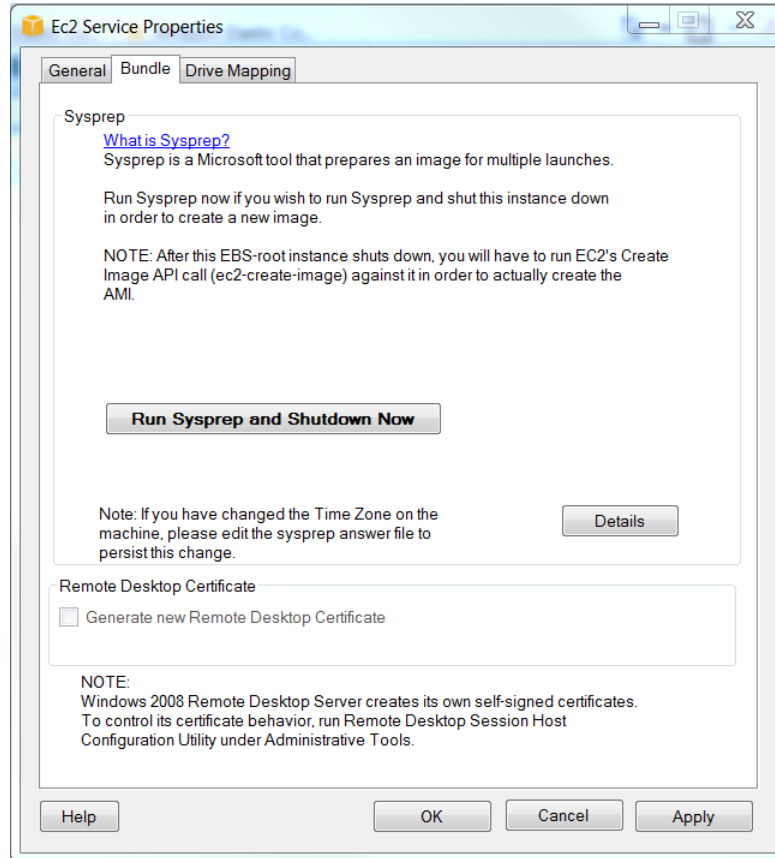 Ec2 Service Properties
General Bundle Drive Mapping
Sysprep
What is Sysprep?
Sysprep is a Microsoft tool that prepares an image for multiple launches.
Run Sysprep now if you wish to run Sysprep and shut this instance down
in order to create a new image.
NOTE: After this EBS-root instance shuts down, you will have to run EC2's Create
Image API call (ec2-create-image) against it in order to actually create the
AMI.
Run Sysprep and Shutdown Now
Note: If you have changed the Time Zone on the
machine, please edit the sysprep answer file to
persist this change.
Details
Remote Desktop Certificate
Generate new Remote Desktop Certificate
NOTE:
Windows 2008 Remote Desktop Server creates its own self-signed certificates.
To control its certificate behavior, run Remote Desktop Session Host
Configuration Utility under Administrative Tools.
Help OK Cancel Apply